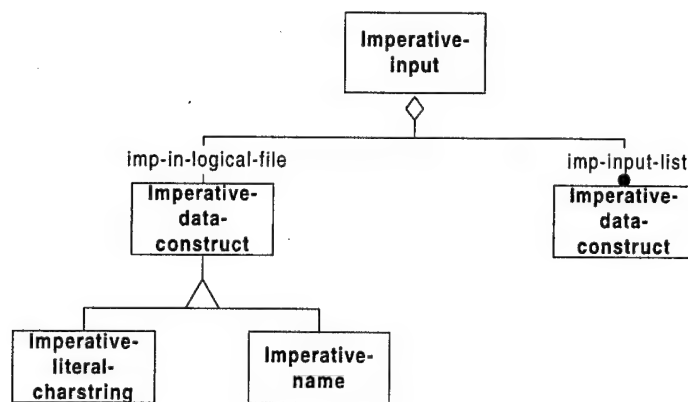 Imperative-
input
imp-in-logical-file
imp-input-list
Imperative-
data-
construct
Imperative-
data-
construct
Imperative-
literal-
charstring
Imperative-
name